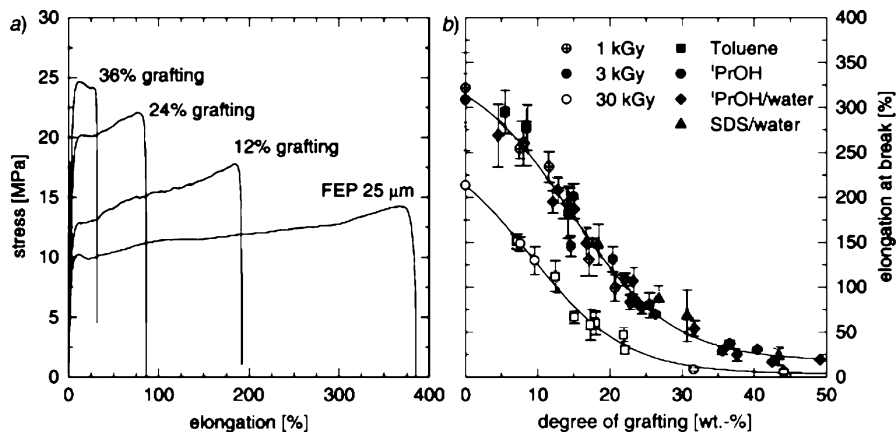 a)
30
25
20
15
10
5
0
stress [MPa]
36% grafting
24% grafting
12% grafting
FEP 25 µm
0 100 200 300 400
elongation [%]
b)
1 kGy
3 kGy
30 kGy
Toluene
ⁱPrOH
ⁱPrOH/water
SDS/water
400
350
300
250
200
150
100
50
0
elongation at break [%]
0 10 20 30 40 50
degree of grafting [wt.-%]